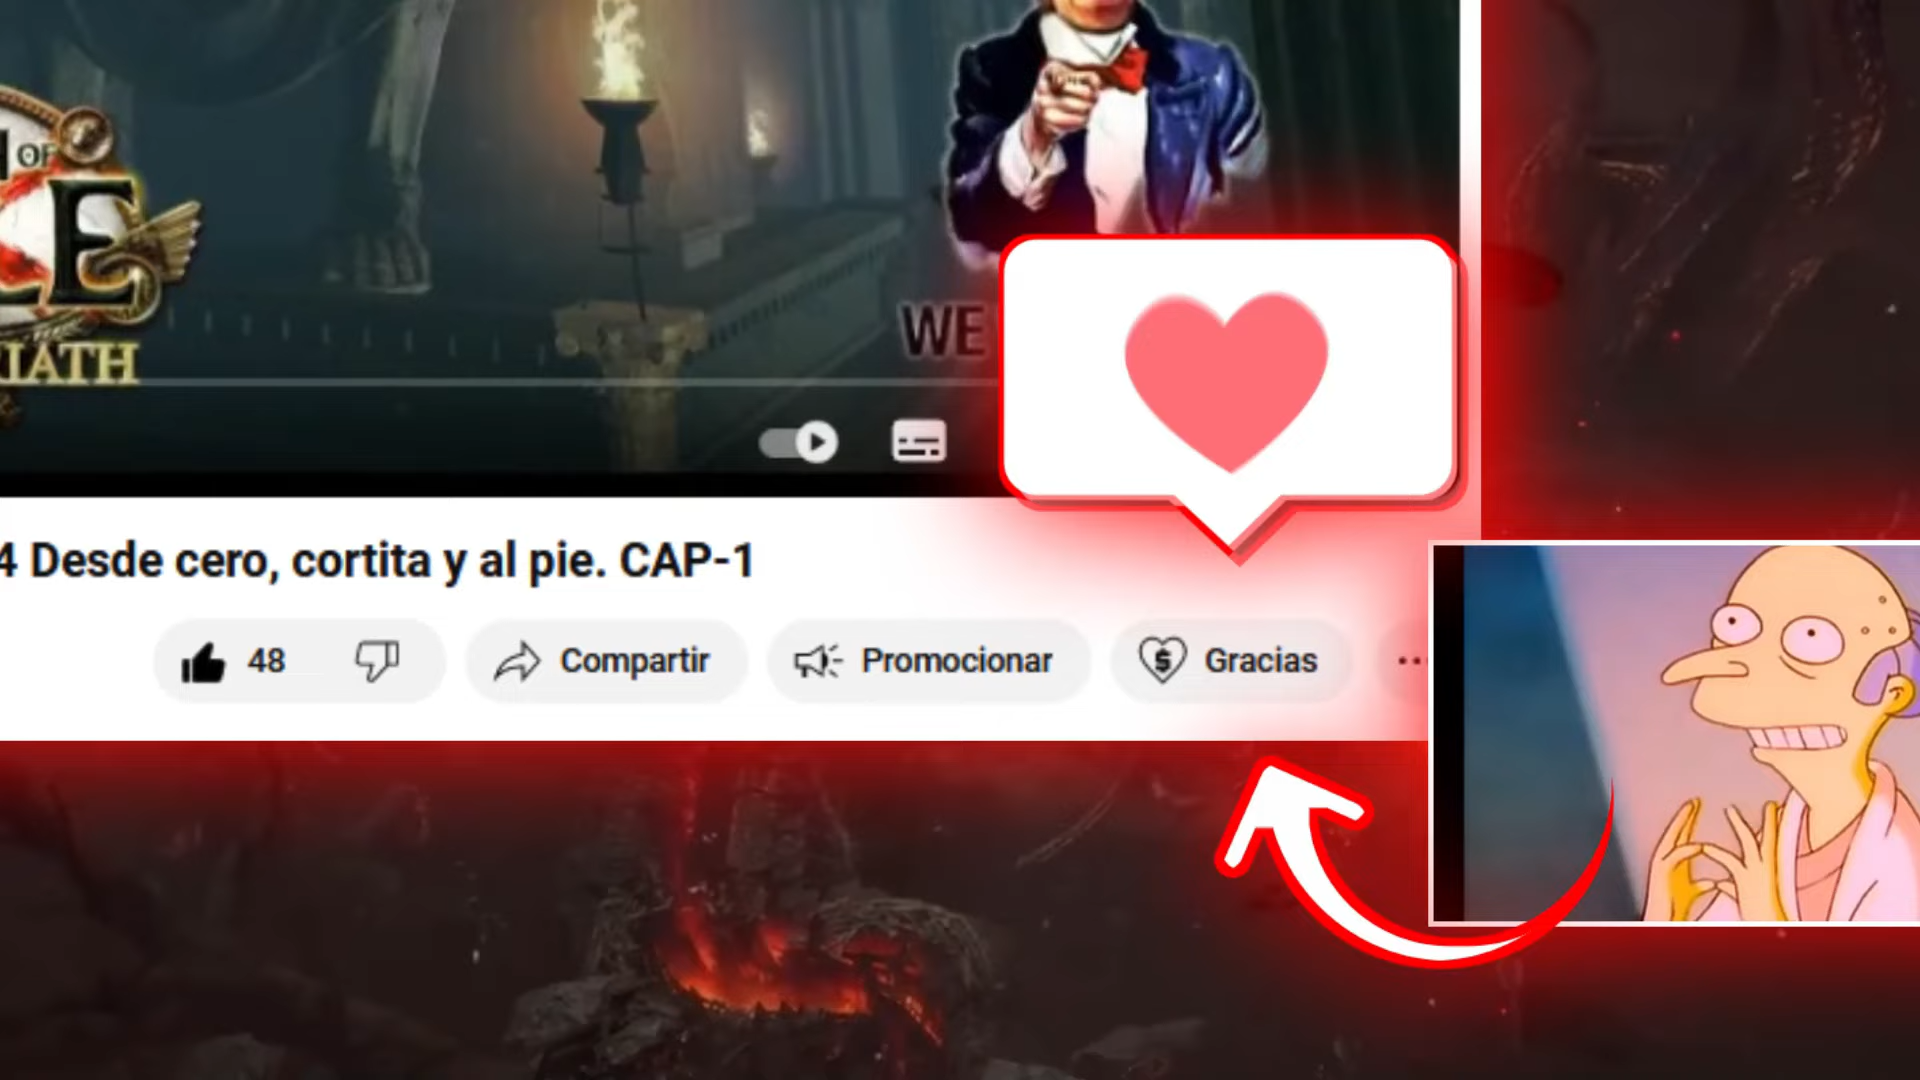 OF
E
IATH
WE
4 Desde cero, cortita y al pie. CAP-1
48
Compartir
Promocionar
Gracias